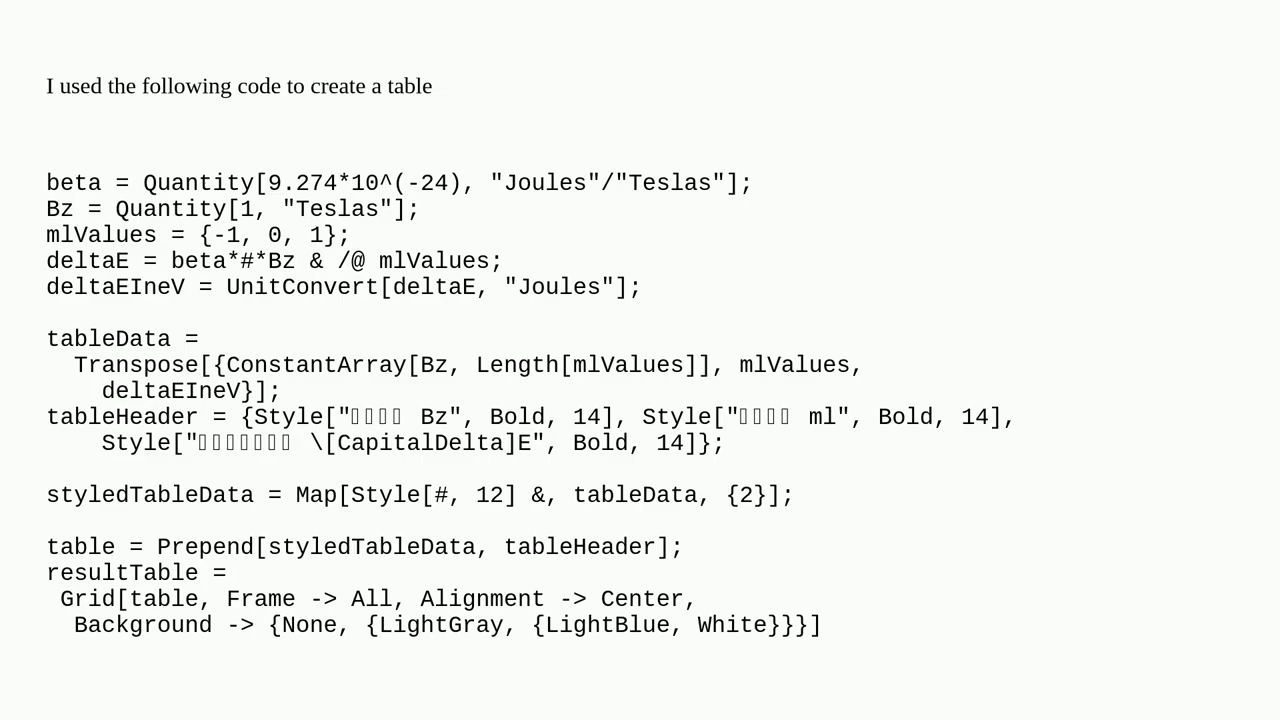 I used the following code to create a table
beta = Quantity[9.274*10^(-24), "Joules"/"Teslas"];
Bz = Quantity[1, "Teslas"];
mlValues = {-1, 0, 1};
deltaE = beta*#*Bz & /@ mlValues;
deltaEIneV = UnitConvert[deltaE, "Joules"];
tableData =
Transpose[{ConstantArray[Bz, Length[mlValues]], mlValues,
deltaEIneV}];
tableHeader = {Style[" Bz", Bold, 14], Style[" ml", Bold, 14],
Style[" \[CapitalDelta]E", Bold, 14]};
styledTableData = Map[Style[#, 12] &, tableData, {2}];
table = Prepend[styledTableData, tableHeader];
resultTable =
Grid[table, Frame -> All, Alignment -> Center,
Background -> {None, {LightGray, {LightBlue, White}}}]